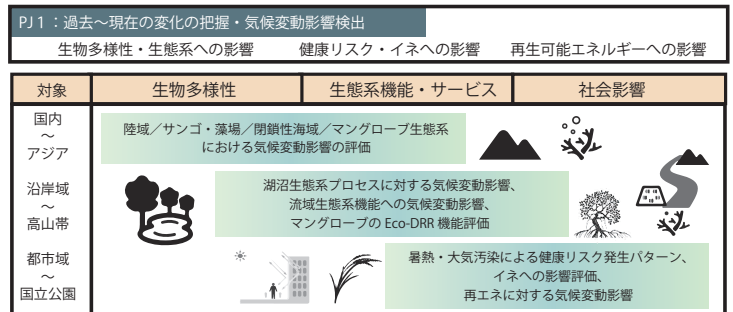 PJ1：過去～現在の変化の把握・気候変動影響検出
生物多様性・生態系への影響　健康リスク・イネへの影響　再生可能エネルギーへの影響
対象　生物多様性　生態系機能・サービス　社会影響
国内
～
アジア
陸域／サンゴ・藻場／閉鎖性海域／マングローブ生態系
における気候変動影響の評価
沿岸域
～
高山帯
湖沼生態系プロセスに対する気候変動影響、
流域生態系機能への気候変動影響、
マングローブの Eco-DRR 機能評価
都市域
～
国立公園
暑熱・大気汚染による健康リスク発生パターン、
イネへの影響評価、
再エネに対する気候変動影響